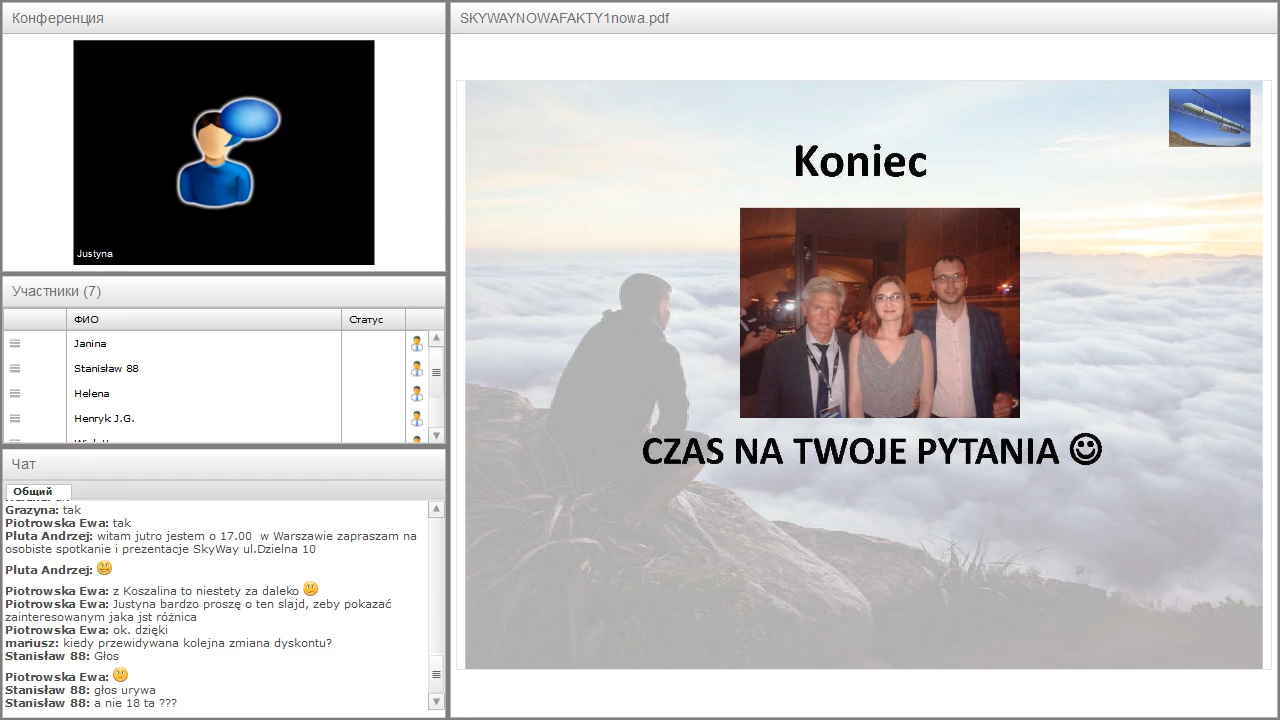 Конференция
Justyna
Участники (7)
ФИО
Статус
Janina
Stanisław 88
Helena
Henryk J.G.
Чат
Общий
Grazyna: tak
Piotrowska Ewa: tak
Pluta Andrzej: witam jutro jestem o 17.00 w Warszawie zapraszam na
osobiste spotkanie i prezentacje SkyWay ul.Dzielna 10
Pluta Andrzej:
Piotrowska Ewa: z Koszalina to niestety za daleko
Piotrowska Ewa: Justyna bardzo proszę o ten slajd, zeby pokazać
zainteresowanym jaka jst różnica
Piotrowska Ewa: ok. dzięki
mariusz: kiedy przewidywana kolejna zmiana dyskontu?
Stanisław 88: Głos
Piotrowska Ewa:
Stanisław 88: głos urywa
Stanisław 88: a nie 18 ta ???
SKYWAYNOWAFAKTY1nowa.pdf
Koniec
CZAS NA TWOJE PYTANIA ☺